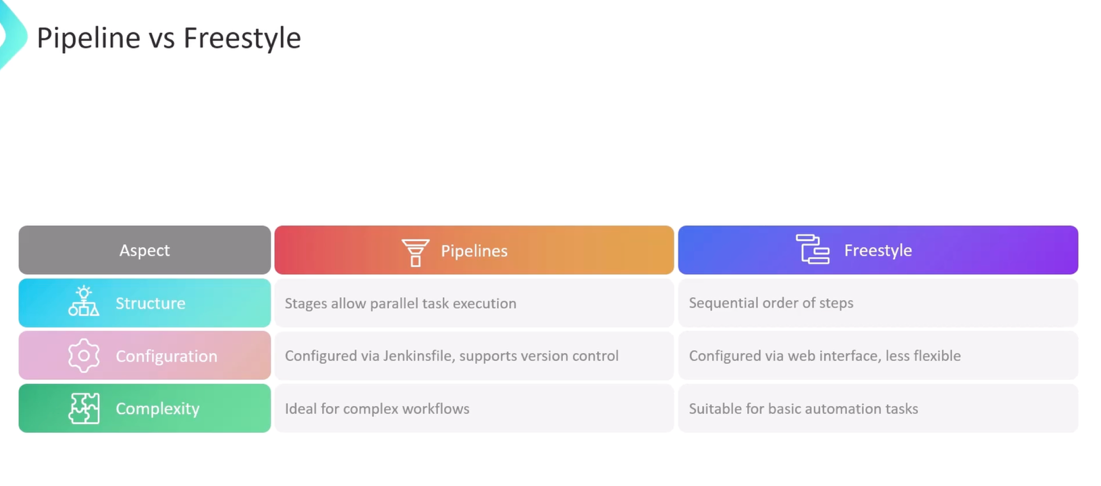 Pipeline vs Freestyle
Aspect
Pipelines
Freestyle
Structure
Stages allow parallel task execution
Sequential order of steps
Configuration
Configured via Jenkinsfile, supports version control
Configured via web interface, less flexible
Complexity
Ideal for complex workflows
Suitable for basic automation tasks